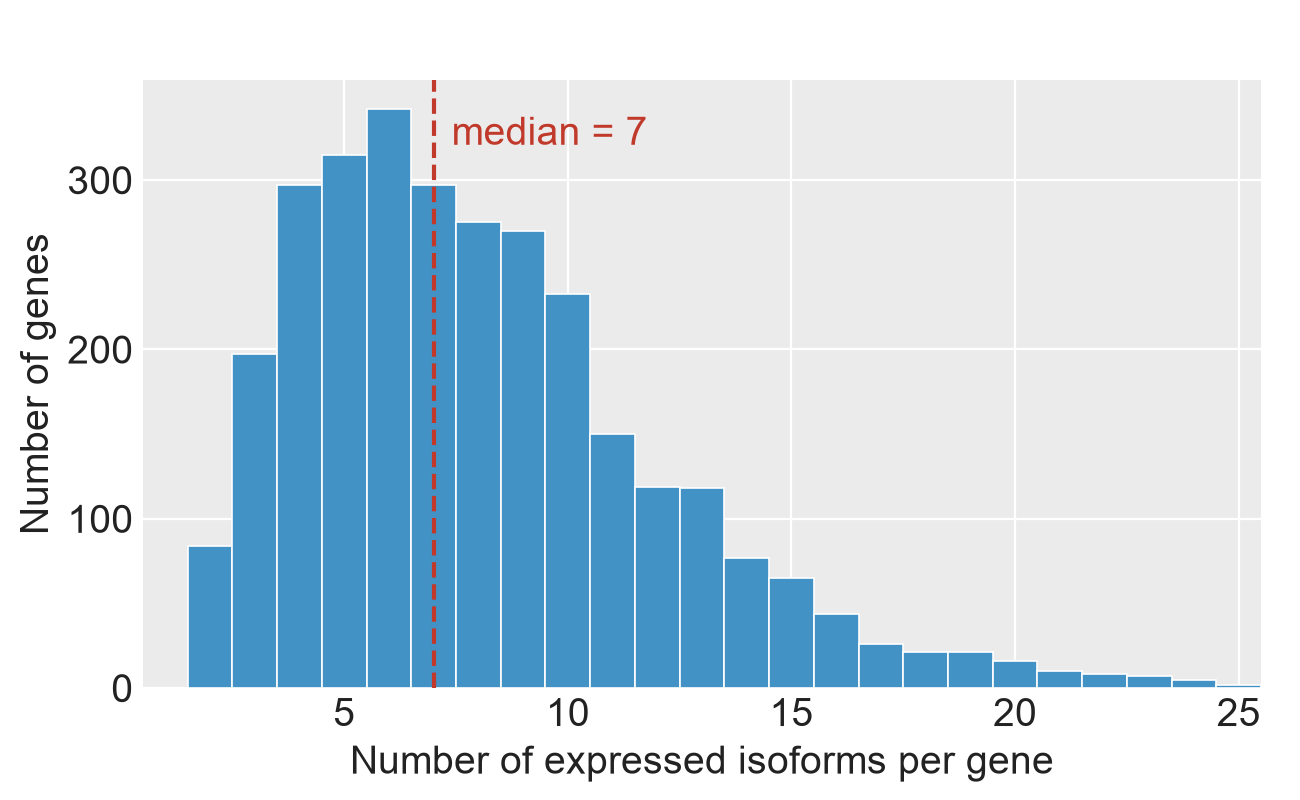 median = 7
300
200
100
0
Number of genes
5 10 15 20 25
Number of expressed isoforms per gene